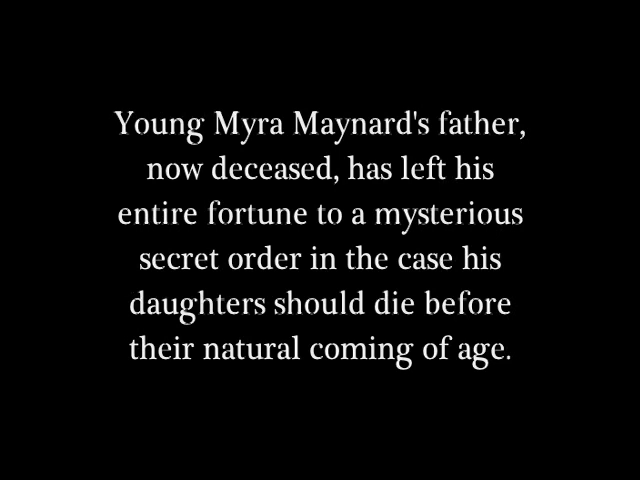 Young Myra Maynard's father,
now deceased, has left his
entire fortune to a mysterious
secret order in the case his
daughters should die before
their natural coming of age.